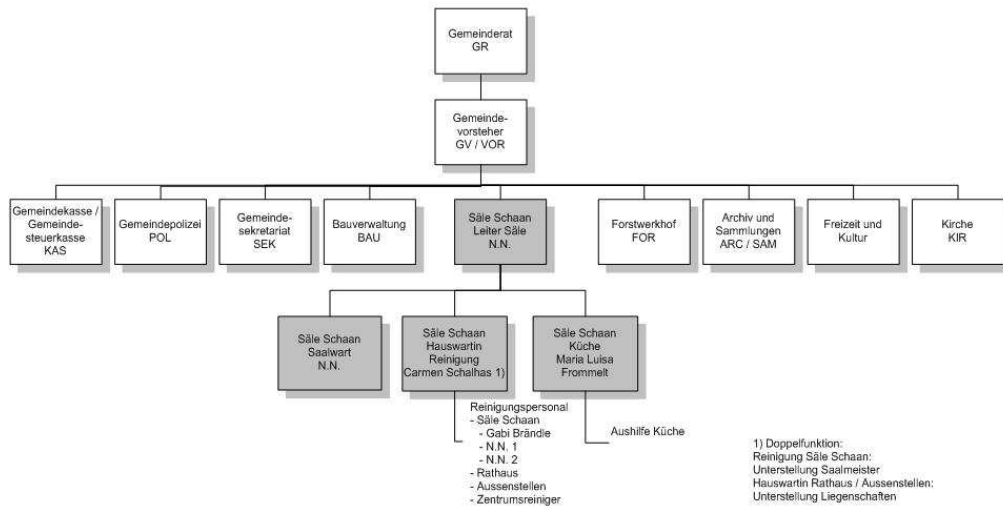 Gemeinderat
GR
Gemeinde-
vorsteher
GV / VOR
Gemeindekasse /
Gemeinde-
steuerkasse
KAS
Gemeindepolizei
POL
Gemeinde-
sekretariat
SEK
Bauverwaltung
BAU
Säle Schaan
Leiter Säle
N.N.
Forstwerkhof
FOR
Archiv und
Sammlungen
ARC / SAM
Freizeit und
Kultur
Kirche
KIR
Säle Schaan
Saalwart
N.N.
Säle Schaan
Hauswartin
Reinigung
Carmen Schalhas 1)
Säle Schaan
Küche
Maria Luisa
Frommelt
Reinigungspersonal
- Säle Schaan
- Gabi Brändle
- N.N. 1
- N.N. 2
- Rathaus
- Aussenstellen
- Zentrumsreiniger
Aushilfe Küche
1) Doppelfunktion:
Reinigung Säle Schaan:
Unterstellung Saalmeister
Hauswartin Rathaus / Aussenstellen:
Unterstellung Liegenschaften